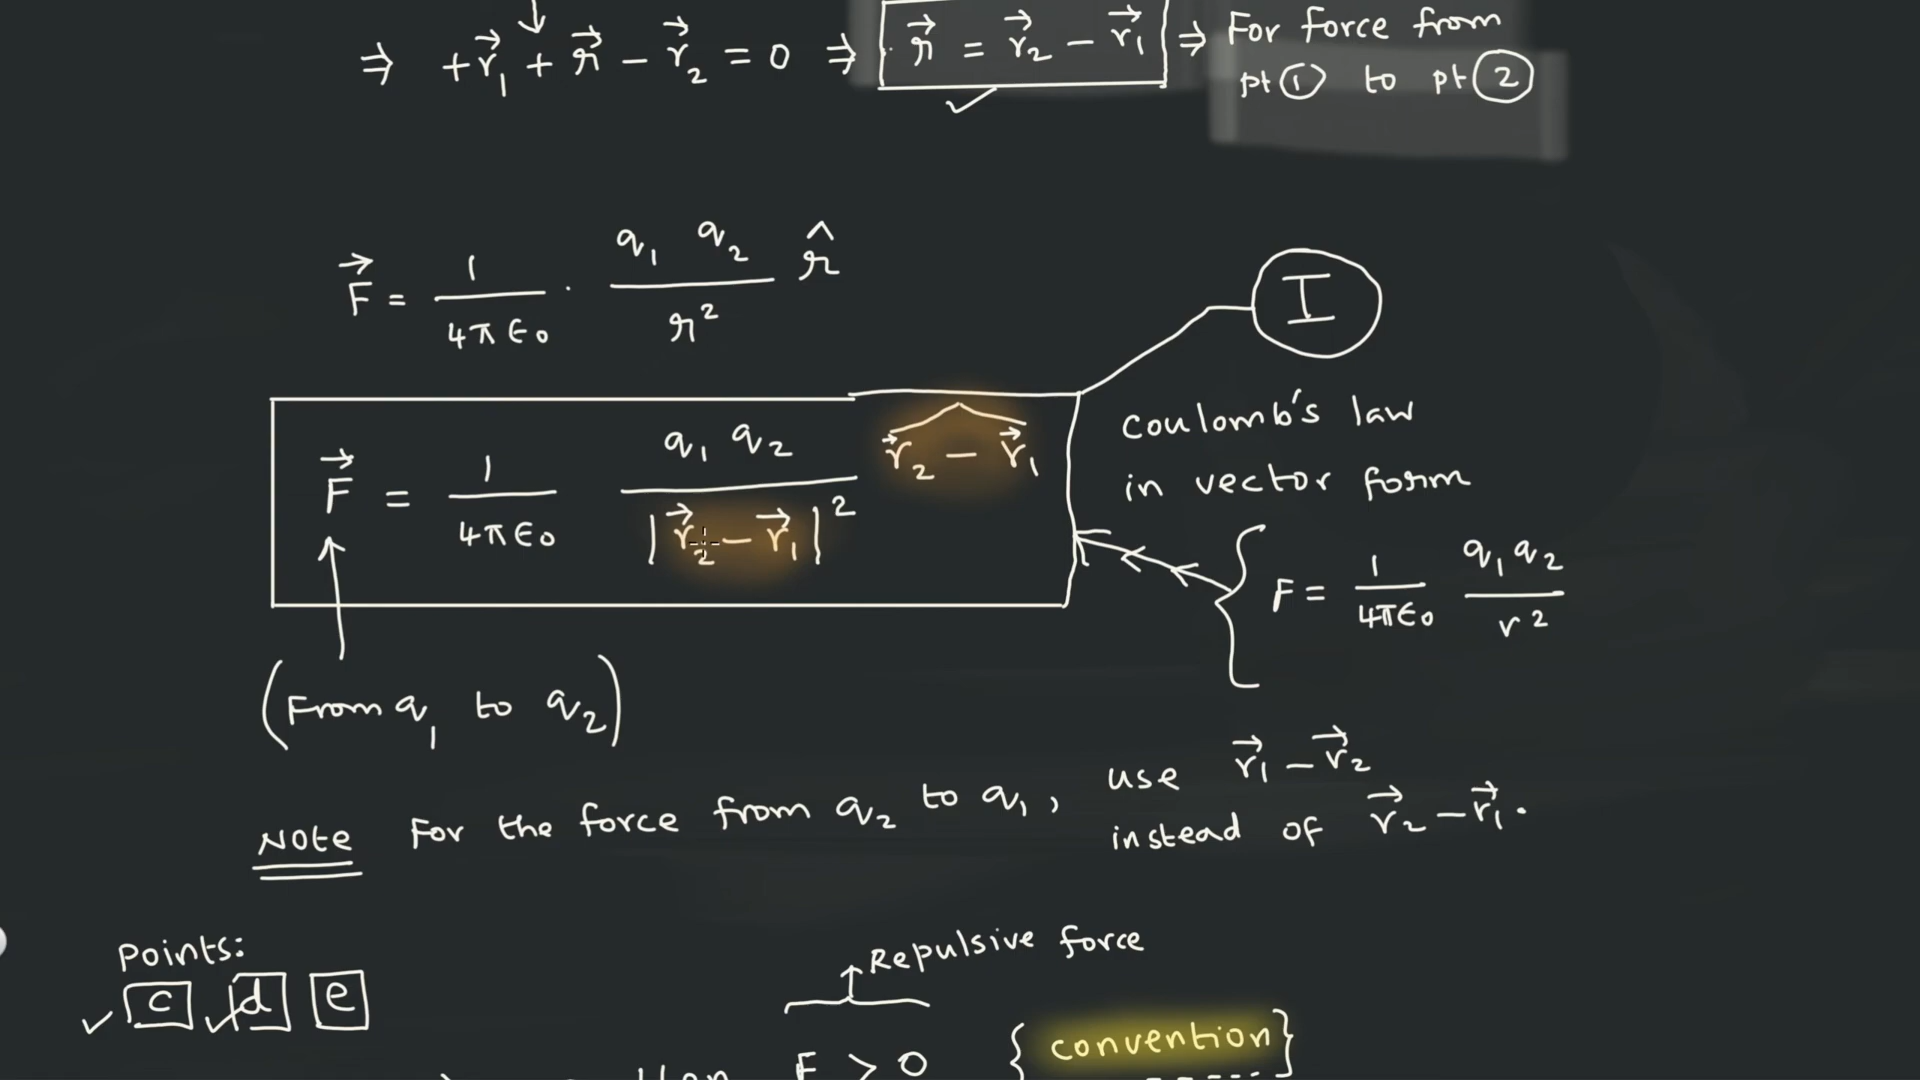 ⇒ +r⃗₁ + r⃗ − r⃗₂ = 0 ⇒ r⃗ = r⃗₂ − r⃗₁ ⇒ For force from
pt ① to pt ②
F⃗ = 1/4πϵ₀ · q₁ q₂/r² r̂
I
F⃗ = 1/4πϵ₀ q₁ q₂/|r⃗₂ − r⃗₁|² r⃗₂ − r⃗₁^
Coulomb's law
in vector form
F = 1/4πϵ₀ q₁q₂/r²
(From q₁ to q₂)
Note For the force from q₂ to q₁, use r⃗₁ − r⃗₂
instead of r⃗₂ − r⃗₁.
Points:
c d e
Repulsive force
F > 0 { convention }